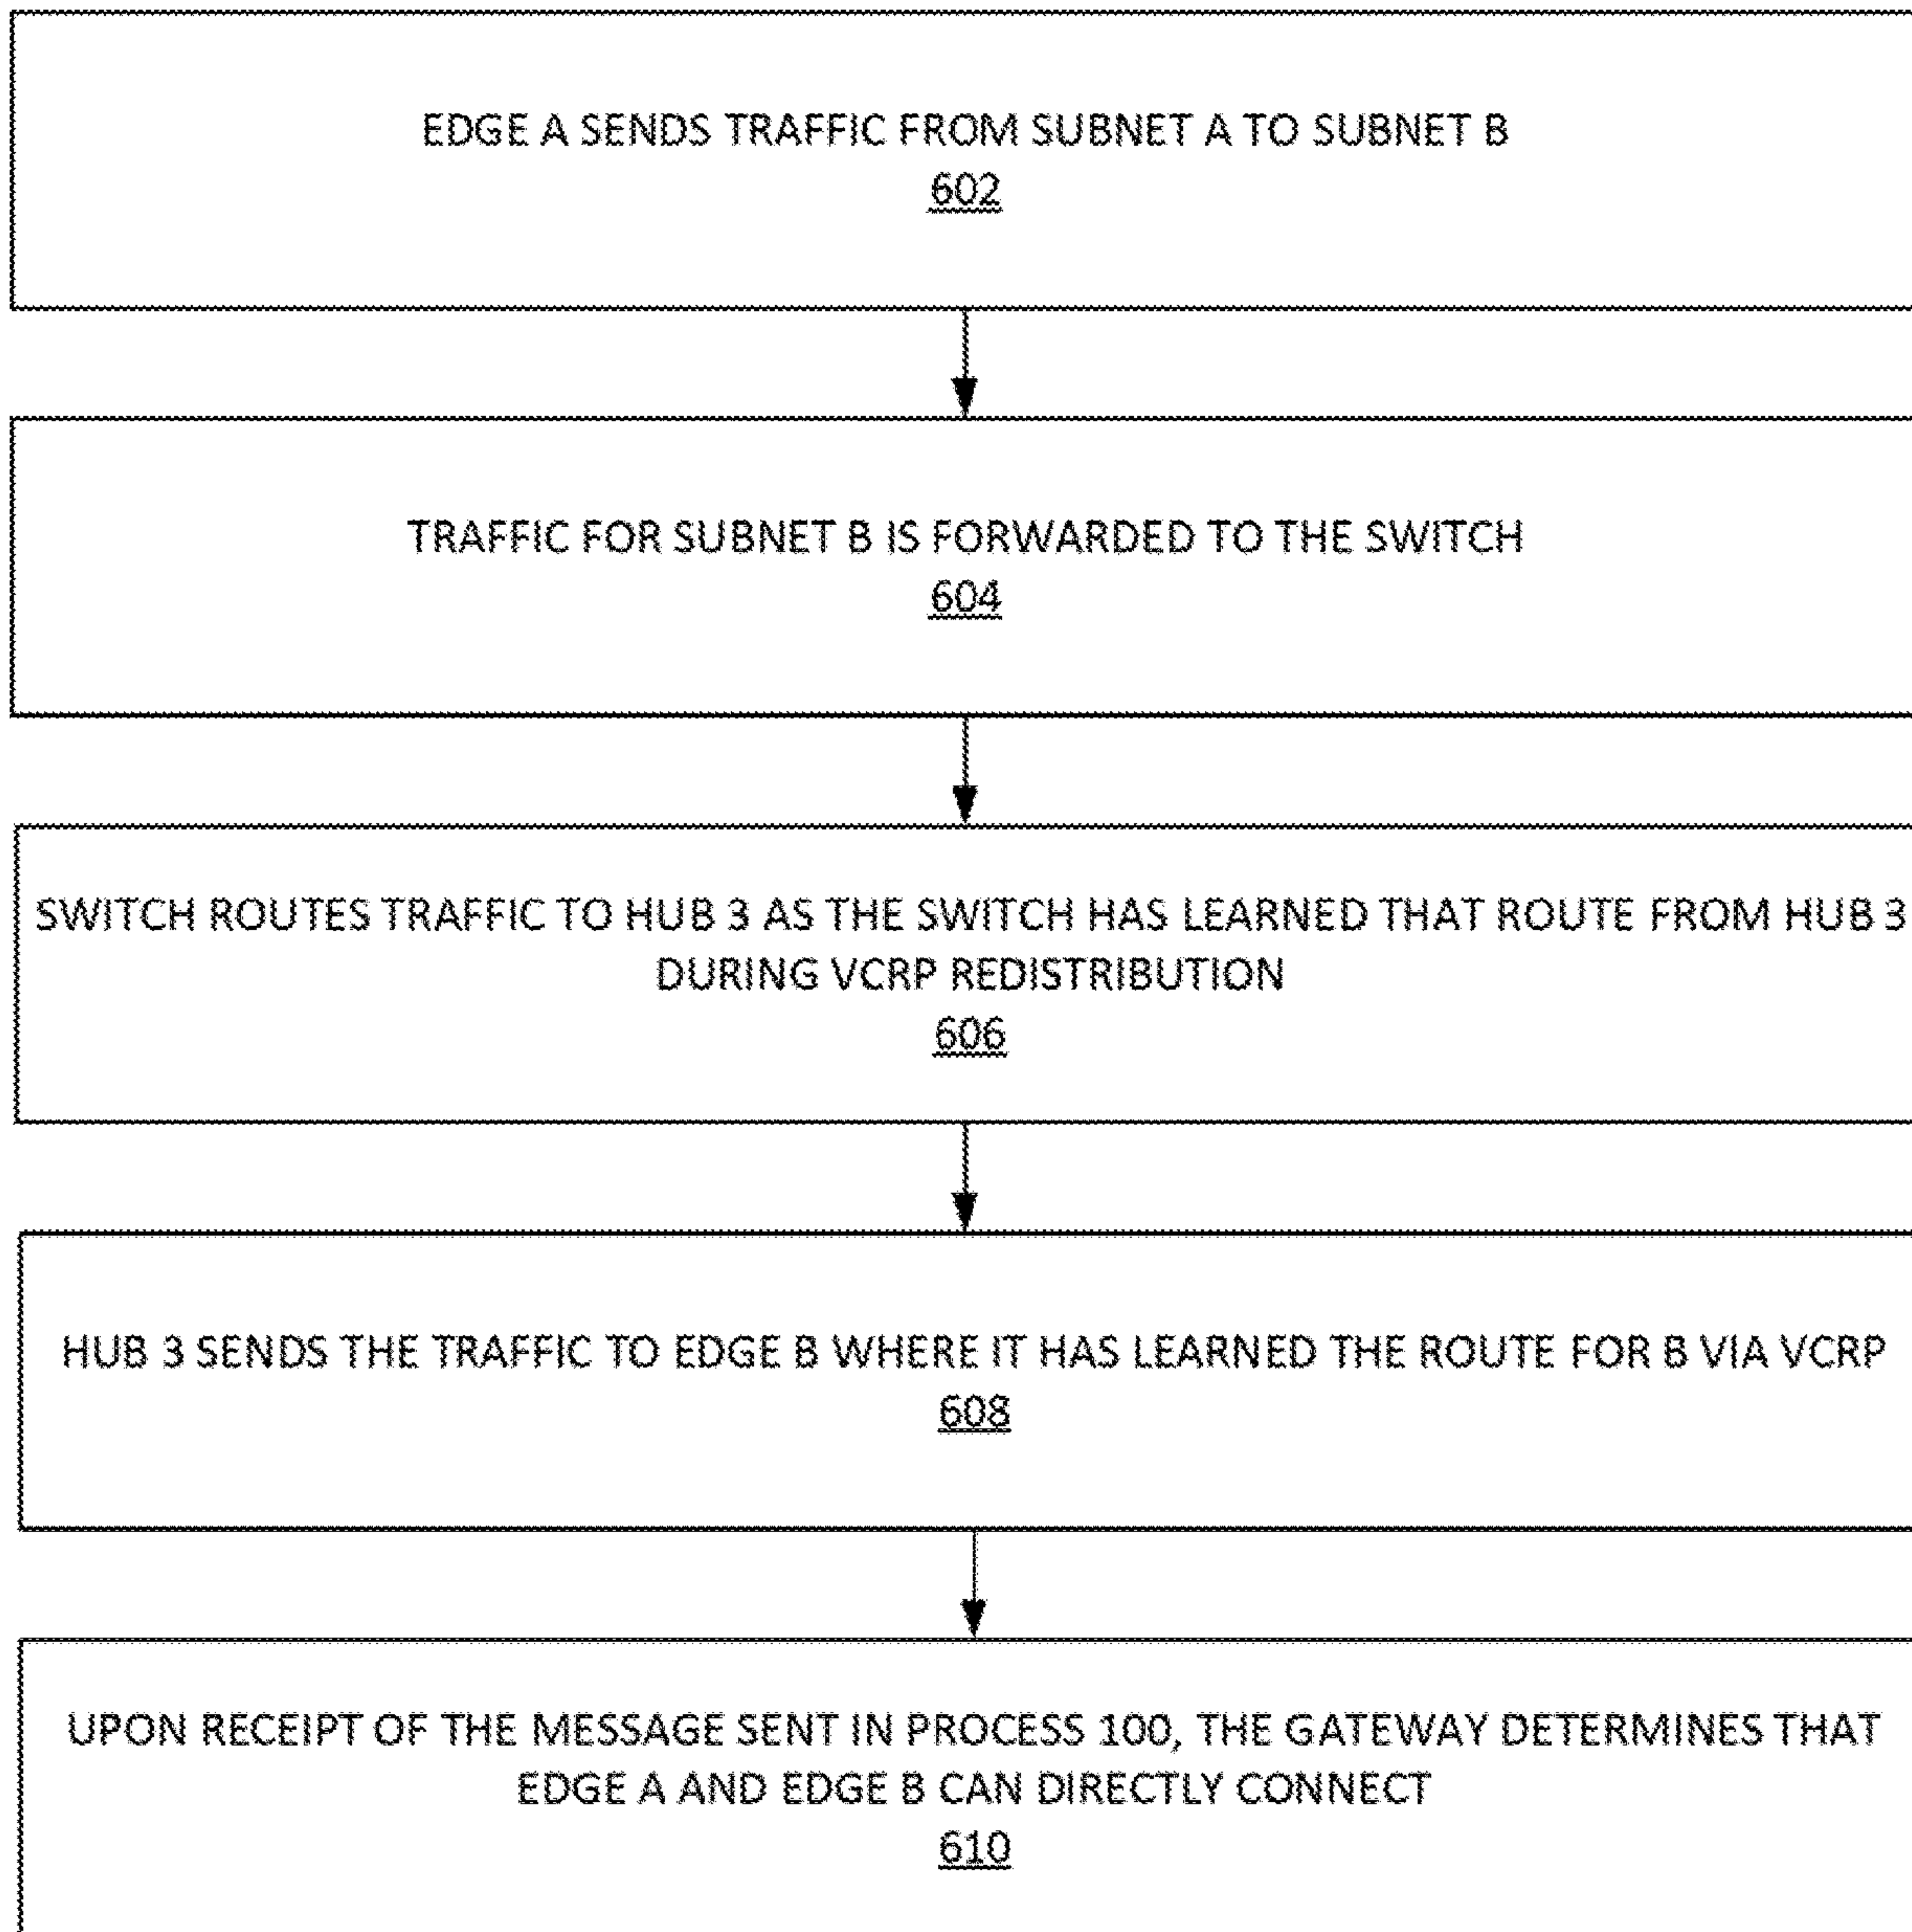 EDGE A SENDS TRAFFIC FROM SUBNET A TO SUBNET B
602
TRAFFIC FOR SUBNET B IS FORWARDED TO THE SWITCH
604
SWITCH ROUTES TRAFFIC TO HUB 3 AS THE SWITCH HAS LEARNED THAT ROUTE FROM HUB 3
DURING VCRP REDISTRIBUTION
606
HUB 3 SENDS THE TRAFFIC TO EDGE B WHERE IT HAS LEARNED THE ROUTE FOR B VIA VCRP
608
UPON RECEIPT OF THE MESSAGE SENT IN PROCESS 100, THE GATEWAY DETERMINES THAT
EDGE A AND EDGE B CAN DIRECTLY CONNECT
610